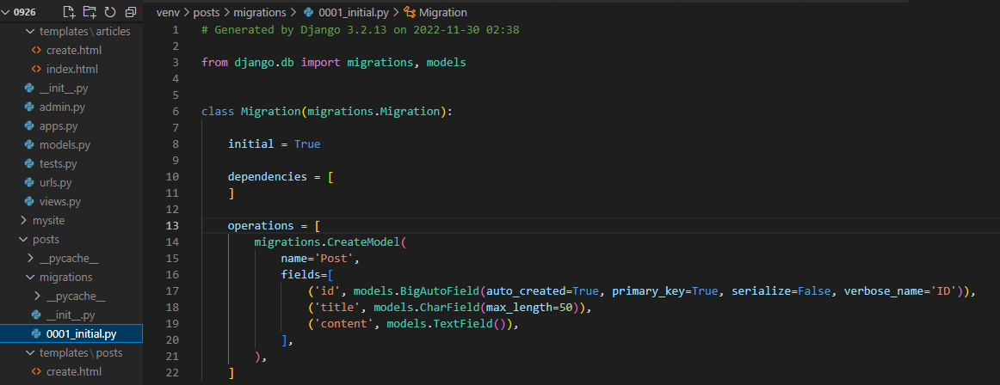 0926
templates\articles
create.html
index.html
__init__.py
admin.py
apps.py
models.py
tests.py
urls.py
views.py
mysite
posts
__pycache__
migrations
__pycache__
__init__.py
0001_initial.py
templates\posts
create.html
venv > posts > migrations > 0001_initial.py > Migration
1 # Generated by Django 3.2.13 on 2022-11-30 02:38
2
3 from django.db import migrations, models
4
5
6 class Migration(migrations.Migration):
7
8     initial = True
9
10     dependencies = [
11     ]
12
13     operations = [
14         migrations.CreateModel(
15             name='Post',
16             fields=[
17                 ('id', models.BigAutoField(auto_created=True, primary_key=True, serialize=False, verbose_name='ID')),
18                 ('title', models.CharField(max_length=50)),
19                 ('content', models.TextField()),
20             ],
21         ),
22     ]